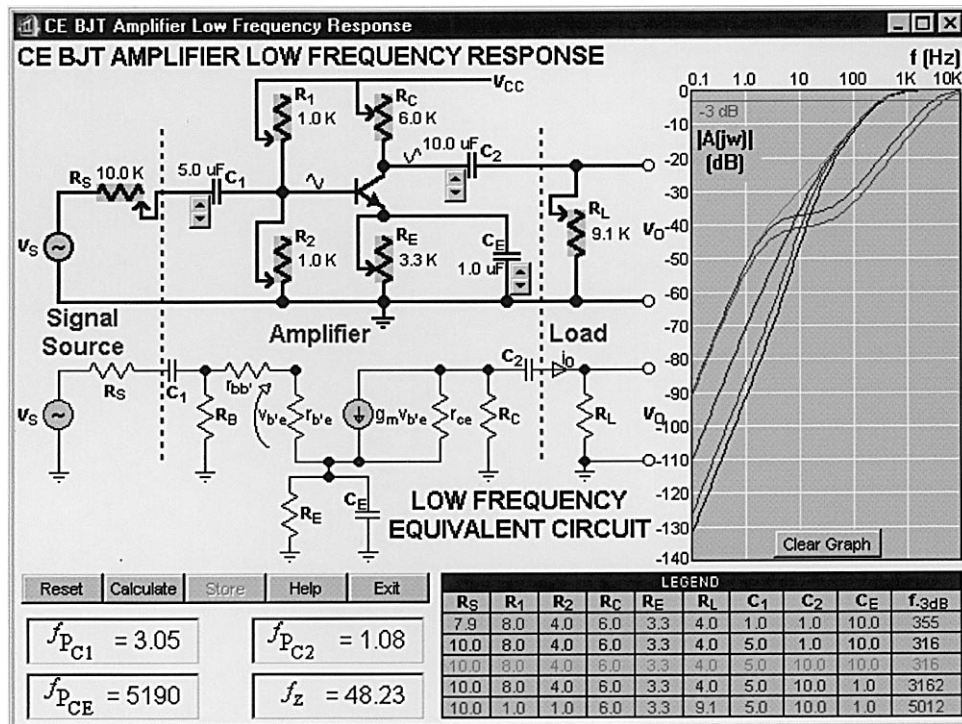 CE BJT Amplifier Low Frequency Response
CE BJT AMPLIFIER LOW FREQUENCY RESPONSE
f (Hz)
0.1 1.0 10 100 1K 10K
VCC
R1
1.0 K
RC
6.0 K
RS
10.0 K
5.0 uF
C1
10.0 uF
C2
R2
1.0 K
RE
3.3 K
CE
1.0 uF
RL
9.1 K
VS
VO
Signal
Source
Amplifier
Load
0
-10
-20
-30
-40
-50
-60
-70
-80
-90
-100
-110
-120
-130
-140
-3 dB
|A(jw)|
(dB)
Clear Graph
VS
RS
C1
RB
rbb'
vb'e
rb'e
gmvb'e
rce
RC
C2
iO
RL
VO
RE
CE
LOW FREQUENCY
EQUIVALENT CIRCUIT
Reset Calculate Store Help Exit
fPC1 = 3.05
fPC2 = 1.08
fPCE = 5190
fZ = 48.23
LEGEND
RS R1 R2 RC RE RL C1 C2 CE f-3dB
7.9 8.0 4.0 6.0 3.3 4.0 1.0 1.0 10.0 355
10.0 8.0 4.0 6.0 3.3 4.0 5.0 1.0 10.0 316
10.0 8.0 4.0 6.0 3.3 4.0 5.0 10.0 10.0 316
10.0 8.0 4.0 6.0 3.3 4.0 5.0 10.0 1.0 3162
10.0 1.0 1.0 6.0 3.3 9.1 5.0 10.0 1.0 5012